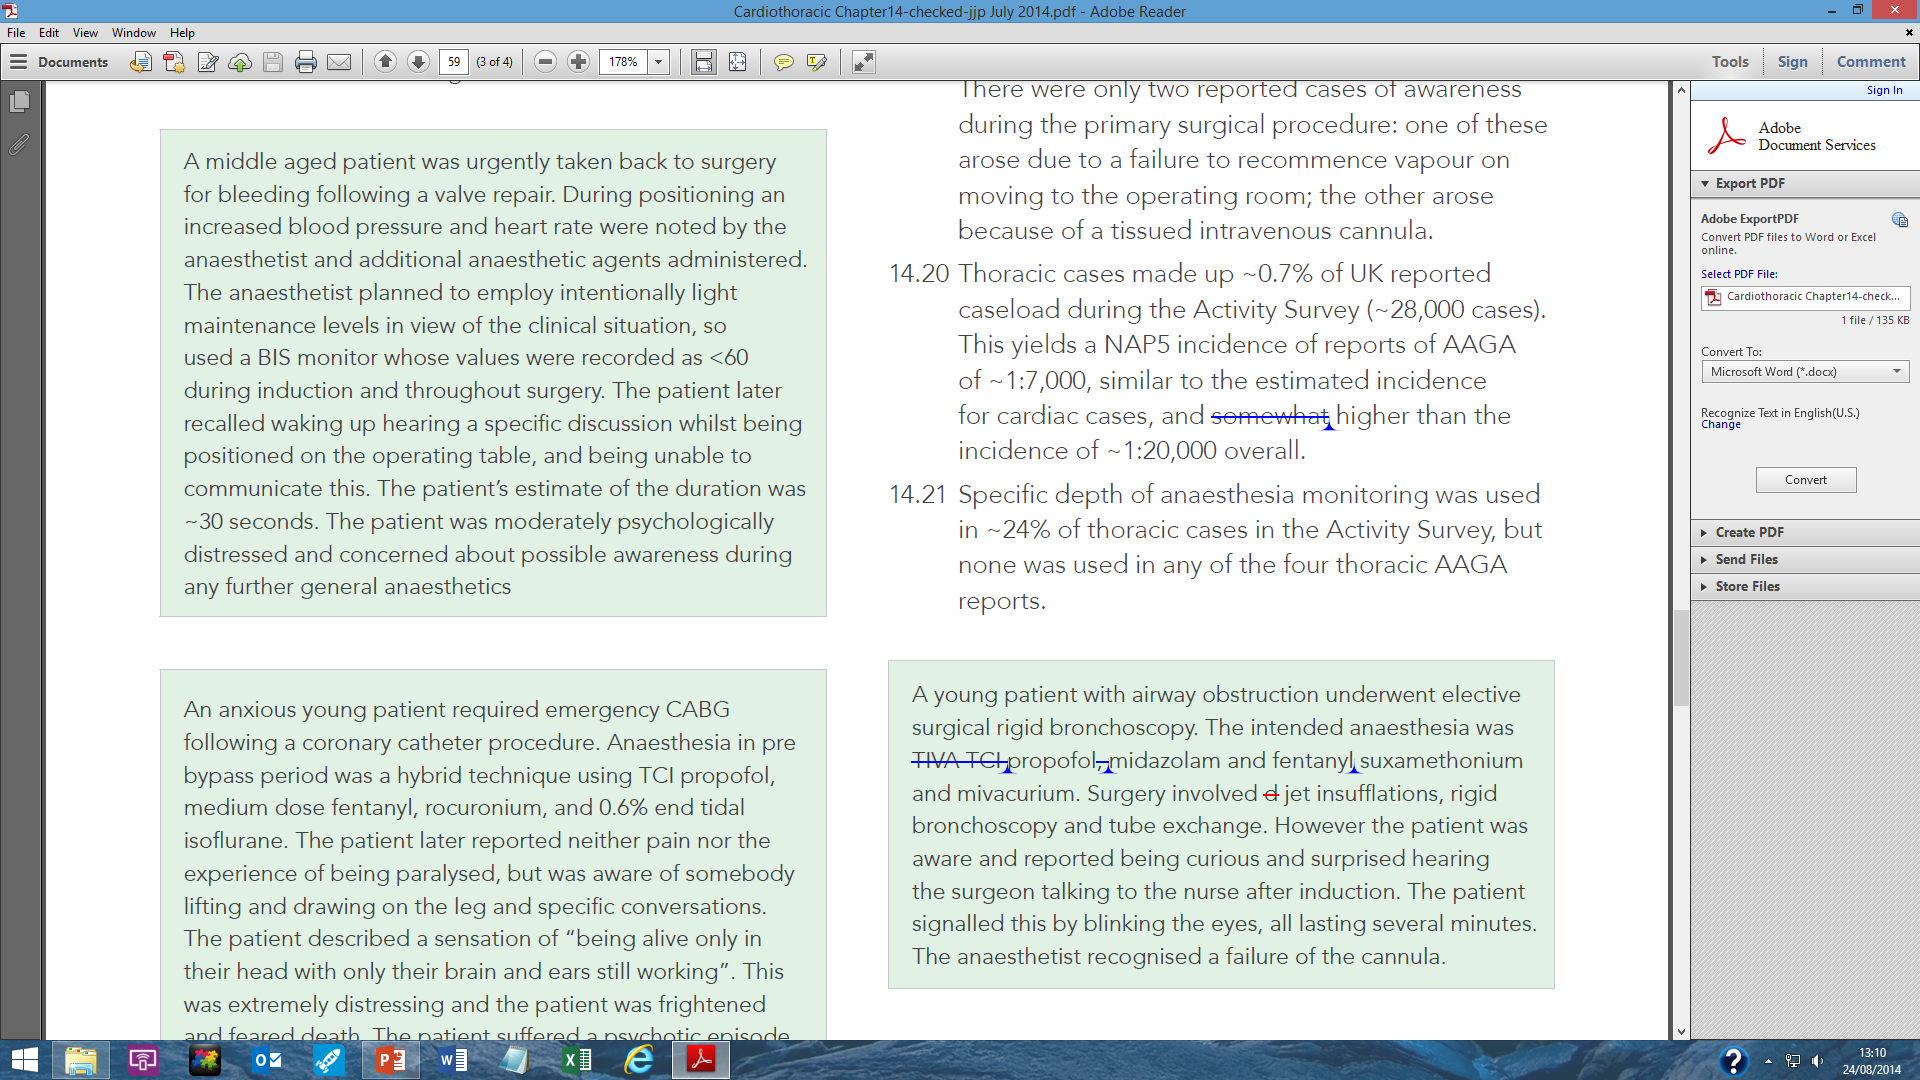 Cardiothoracic Chapter14-checked-jjp July 2014.pdf - Adobe Reader
File Edit View Window Help
Documents
59 (3 of 4) 178%
Tools Sign Comment
A middle aged patient was urgently taken back to surgery
for bleeding following a valve repair. During positioning an
increased blood pressure and heart rate were noted by the
anaesthetist and additional anaesthetic agents administered.
The anaesthetist planned to employ intentionally light
maintenance levels in view of the clinical situation, so
used a BIS monitor whose values were recorded as <60
during induction and throughout surgery. The patient later
recalled waking up hearing a specific discussion whilst being
positioned on the operating table, and being unable to
communicate this. The patient’s estimate of the duration was
~30 seconds. The patient was moderately psychologically
distressed and concerned about possible awareness during
any further general anaesthetics
An anxious young patient required emergency CABG
following a coronary catheter procedure. Anaesthesia in pre
bypass period was a hybrid technique using TCI propofol,
medium dose fentanyl, rocuronium, and 0.6% end tidal
isoflurane. The patient later reported neither pain nor the
experience of being paralysed, but was aware of somebody
lifting and drawing on the leg and specific conversations.
The patient described a sensation of “being alive only in
their head with only their brain and ears still working”. This
was extremely distressing and the patient was frightened
and feared death. The patient suffered a psychotic episode
There were only two reported cases of awareness
during the primary surgical procedure: one of these
arose due to a failure to recommence vapour on
moving to the operating room; the other arose
because of a tissued intravenous cannula.
14.20 Thoracic cases made up ~0.7% of UK reported
caseload during the Activity Survey (~28,000 cases).
This yields a NAP5 incidence of reports of AAGA
of ~1:7,000, similar to the estimated incidence
for cardiac cases, and somewhat higher than the
incidence of ~1:20,000 overall.
14.21 Specific depth of anaesthesia monitoring was used
in ~24% of thoracic cases in the Activity Survey, but
none was used in any of the four thoracic AAGA
reports.
A young patient with airway obstruction underwent elective
surgical rigid bronchoscopy. The intended anaesthesia was
TIVA TCI propofol, midazolam and fentanyl suxamethonium
and mivacurium. Surgery involved d jet insufflations, rigid
bronchoscopy and tube exchange. However the patient was
aware and reported being curious and surprised hearing
the surgeon talking to the nurse after induction. The patient
signalled this by blinking the eyes, all lasting several minutes.
The anaesthetist recognised a failure of the cannula.
Sign In
Adobe
Document Services
Export PDF
Adobe ExportPDF
Convert PDF files to Word or Excel
online.
Select PDF File:
Cardiothoracic Chapter14-check...
1 file / 135 KB
Convert To:
Microsoft Word (*.docx)
Recognize Text in English(U.S.)
Change
Convert
Create PDF
Send Files
Store Files
13:10
24/08/2014